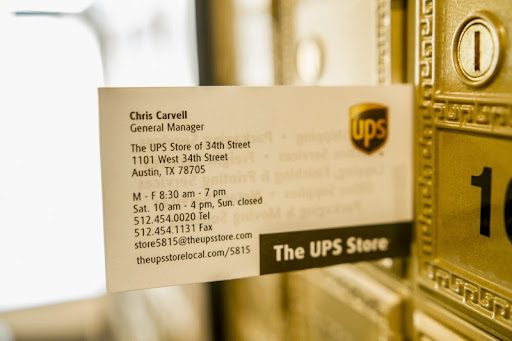 Chris Carvell
General Manager
The UPS Store of 34th Street
1101 West 34th Street
Austin, TX 78705
M - F 8:30 am - 7 pm
Sat. 10 am - 4 pm, Sun. closed
512.454.0020 Tel
512.454.1131 Fax
store5815@theupsstore.com
theupsstorelocal.com/5815
ups
The UPS Store
1